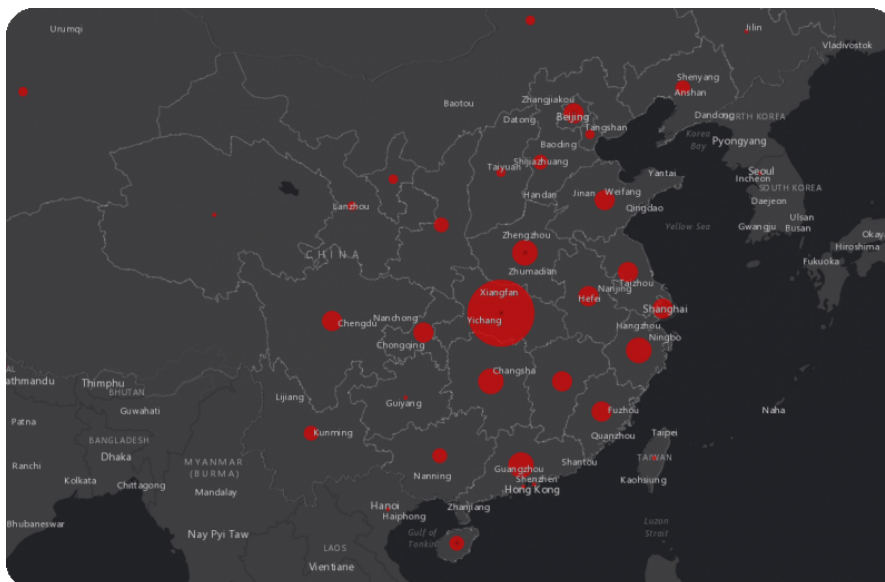 Urumqi
Jilin
Vladivostok
Shenyang
Anshan
Zhangjiakou
Baotou
Beijing
Datong
Tangshan
Dandong
Korea
Bay
Pyongyang
Baoding
Shijiazhuang
Taiyuan
Yantai
Seoul
Incheon
SOUTH KOREA
Handan
Jinan
Weifang
Daejeon
Lanzhou
Qingdao
Ulsan
Gwangju
Busan
Yellow Sea
Zhengzhou
Hiroshima
CHINA
Fukuoka
Zhumadian
Taizhou
Nanjing
Xiangfan
Hefei
Shanghai
Nanchong
Yichang
Chengdu
Hangzhou
Ningbo
Chongqing
Changsha
Thimphu
BHUTAN
Lijiang
Guiyang
Guwahati
Naha
Fuzhou
Patna
Kunming
Quanzhou
Taipei
BANGLADESH
Dhaka
TAIWAN
Ranchi
MYANMAR
(BURMA)
Guangzhou
Shantou
Nanning
Shenzhen
Kaohsiung
Kolkata
Chittagong
Mandalay
Hong Kong
Hanoi
Zhanjiang
Haiphong
Bhubaneswar
Nay Pyi Taw
Gulf of
Tonkin
Luzon
Strait
LAOS
Vientiane